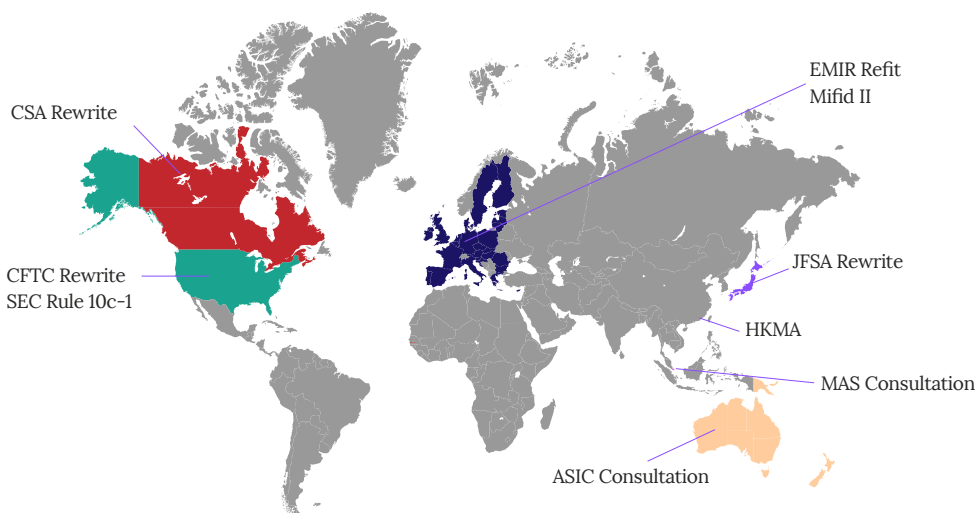 EMIR Refit
Mifid II
CSA Rewrite
CFTC Rewrite
SEC Rule 10c-1
JFSA Rewrite
HKMA
MAS Consultation
ASIC Consultation